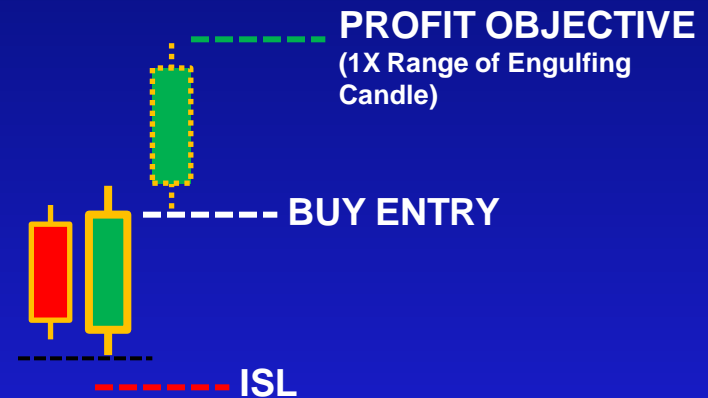 PROFIT OBJECTIVE
(1X Range of Engulfing
Candle)
BUY ENTRY
ISL